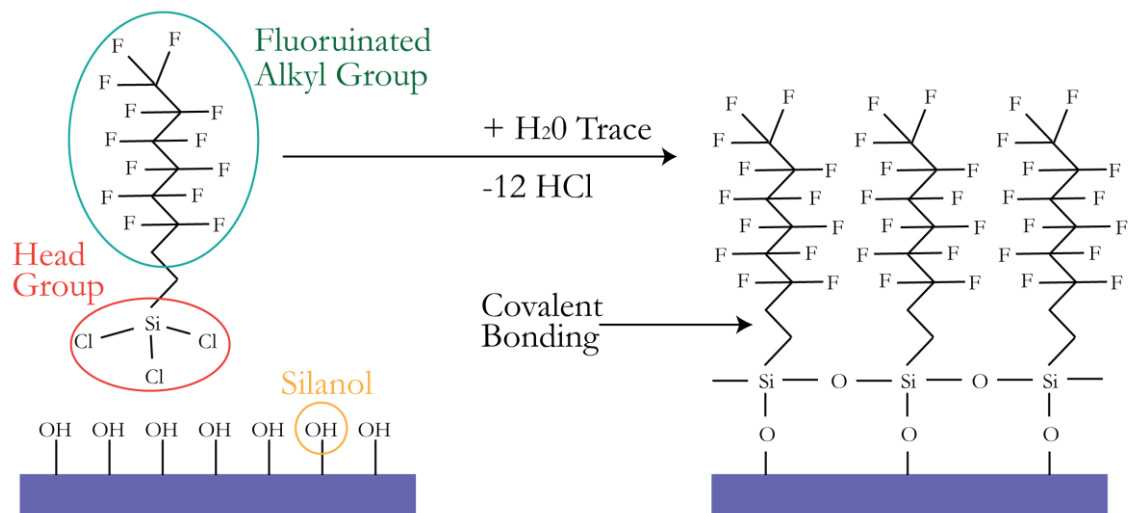 Fluoruinated
Alkyl Group
F F
F
F F
F F
F F
F F
F F
Head
Group
Si
Cl Cl
Cl
Silanol
OH OH OH OH OH OH OH
+ H₂0 Trace
-12 HCl
Covalent
Bonding
F F F F F F
F F F
F F F F F F
F F F F F F
F F F F F F
F F F F F F
F F F F F F
Si O Si O Si
O O O